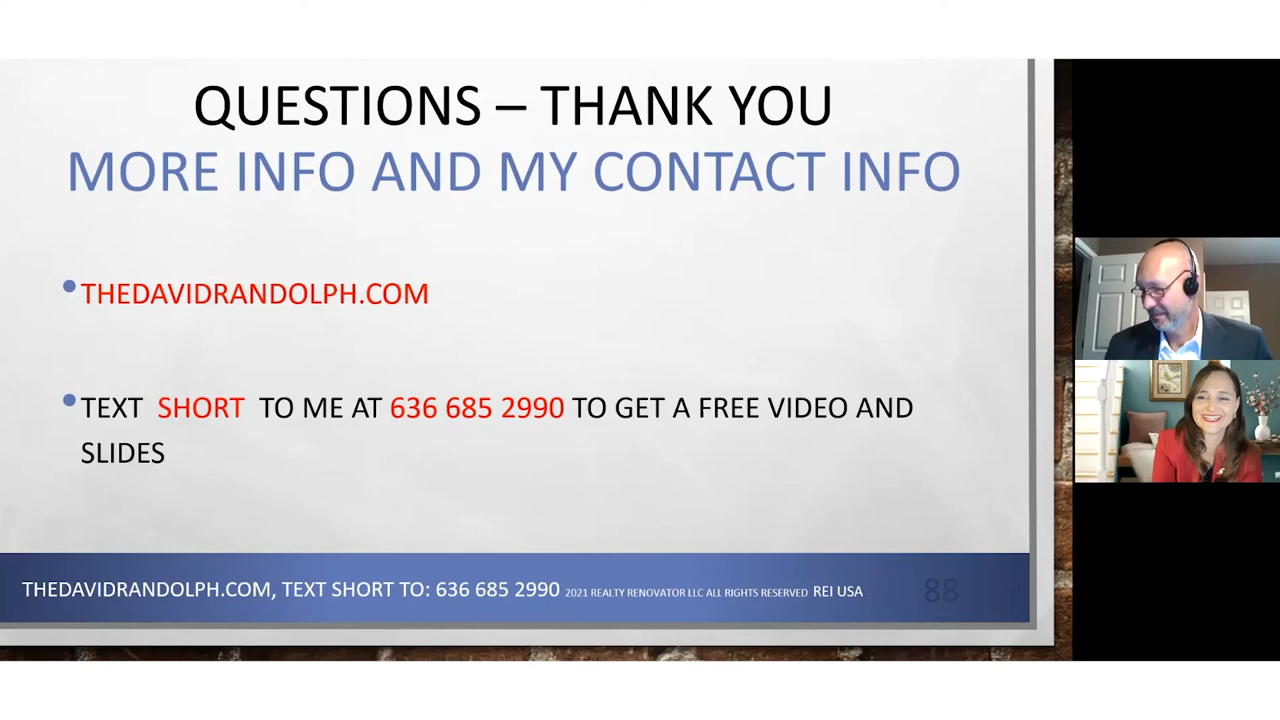 QUESTIONS – THANK YOU
MORE INFO AND MY CONTACT INFO
•THEDAVIDRANDOLPH.COM
•TEXT SHORT TO ME AT 636 685 2990 TO GET A FREE VIDEO AND
SLIDES
THEDAVIDRANDOLPH.COM, TEXT SHORT TO: 636 685 2990 2021 REALTY RENOVATOR LLC ALL RIGHTS RESERVED REI USA 88